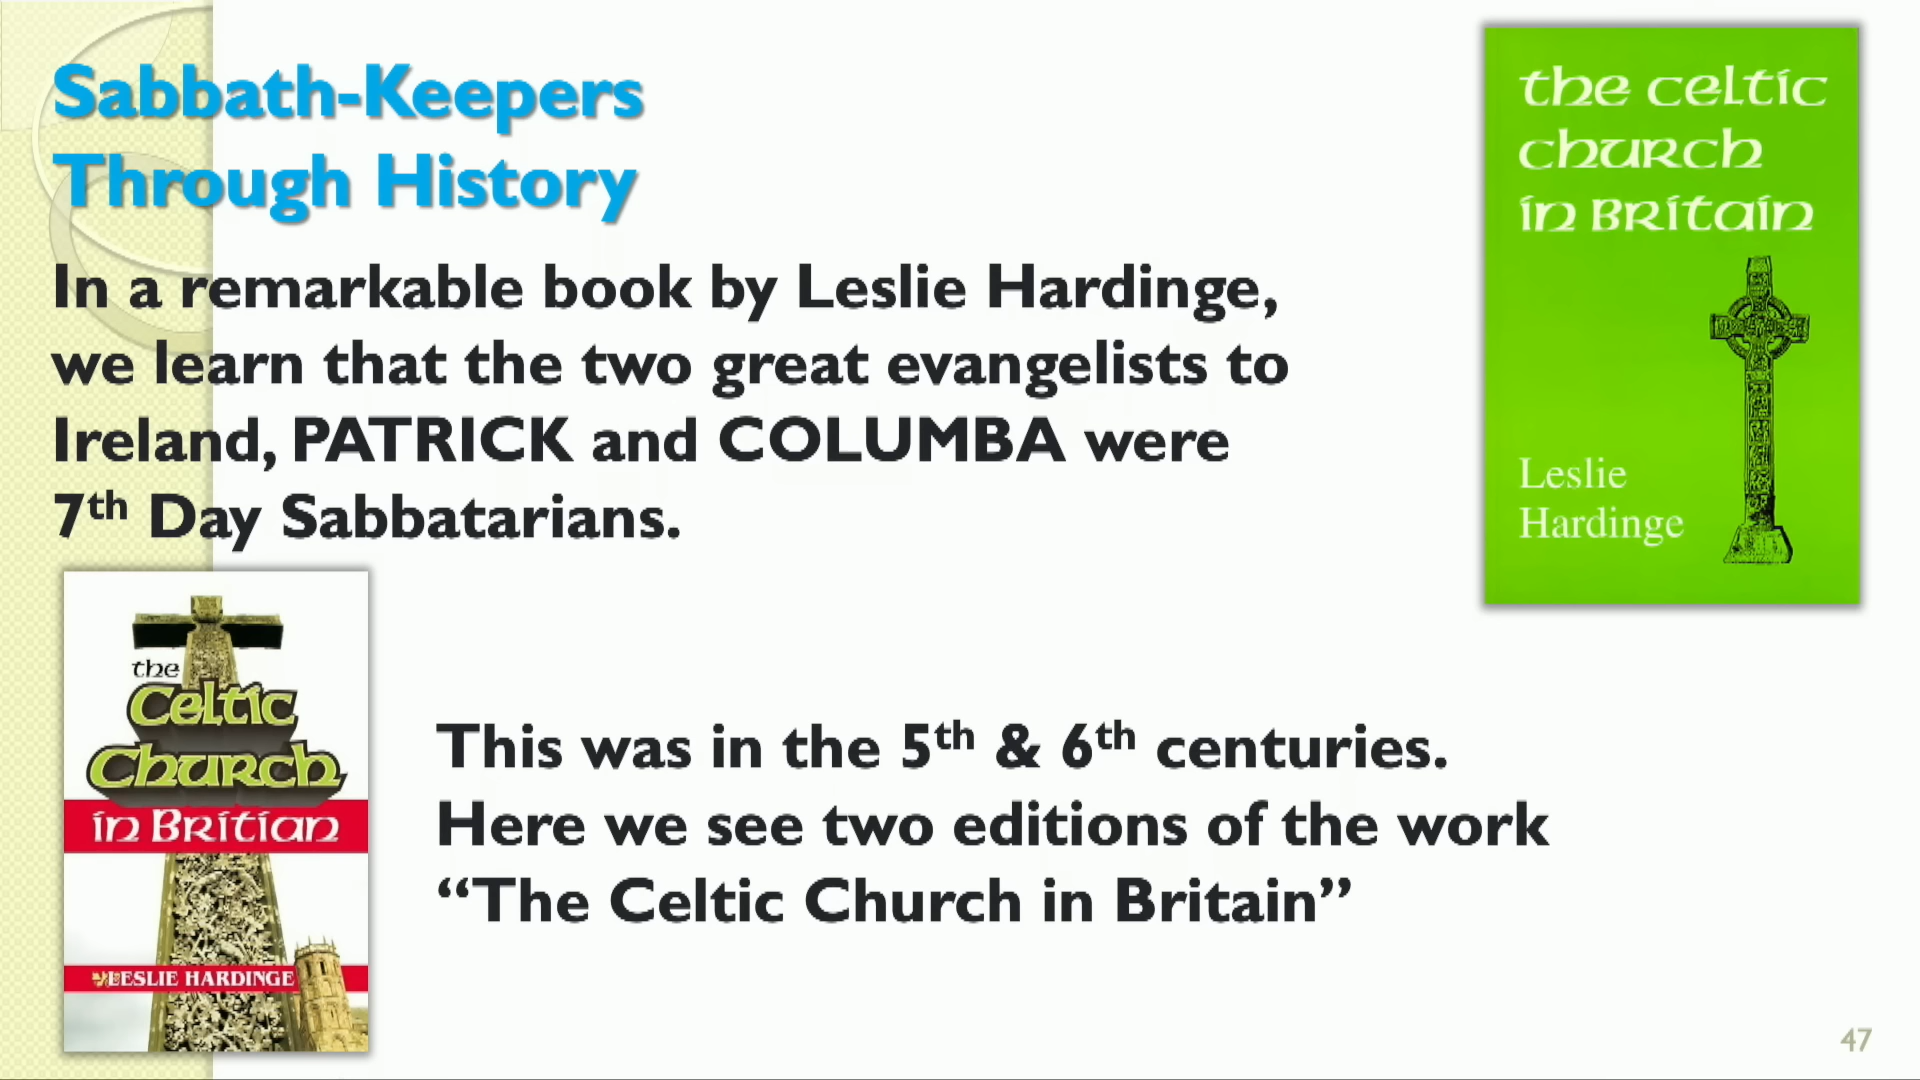 Sabbath-Keepers
Through History
the celtic
church
in Britain
Leslie
Hardinge
In a remarkable book by Leslie Hardinge,
we learn that the two great evangelists to
Ireland, PATRICK and COLUMBA were
7th Day Sabbatarians.
the
Celtic
Church
in Britian
LESLIE HARDINGE
This was in the 5th & 6th centuries.
Here we see two editions of the work
“The Celtic Church in Britain”
47